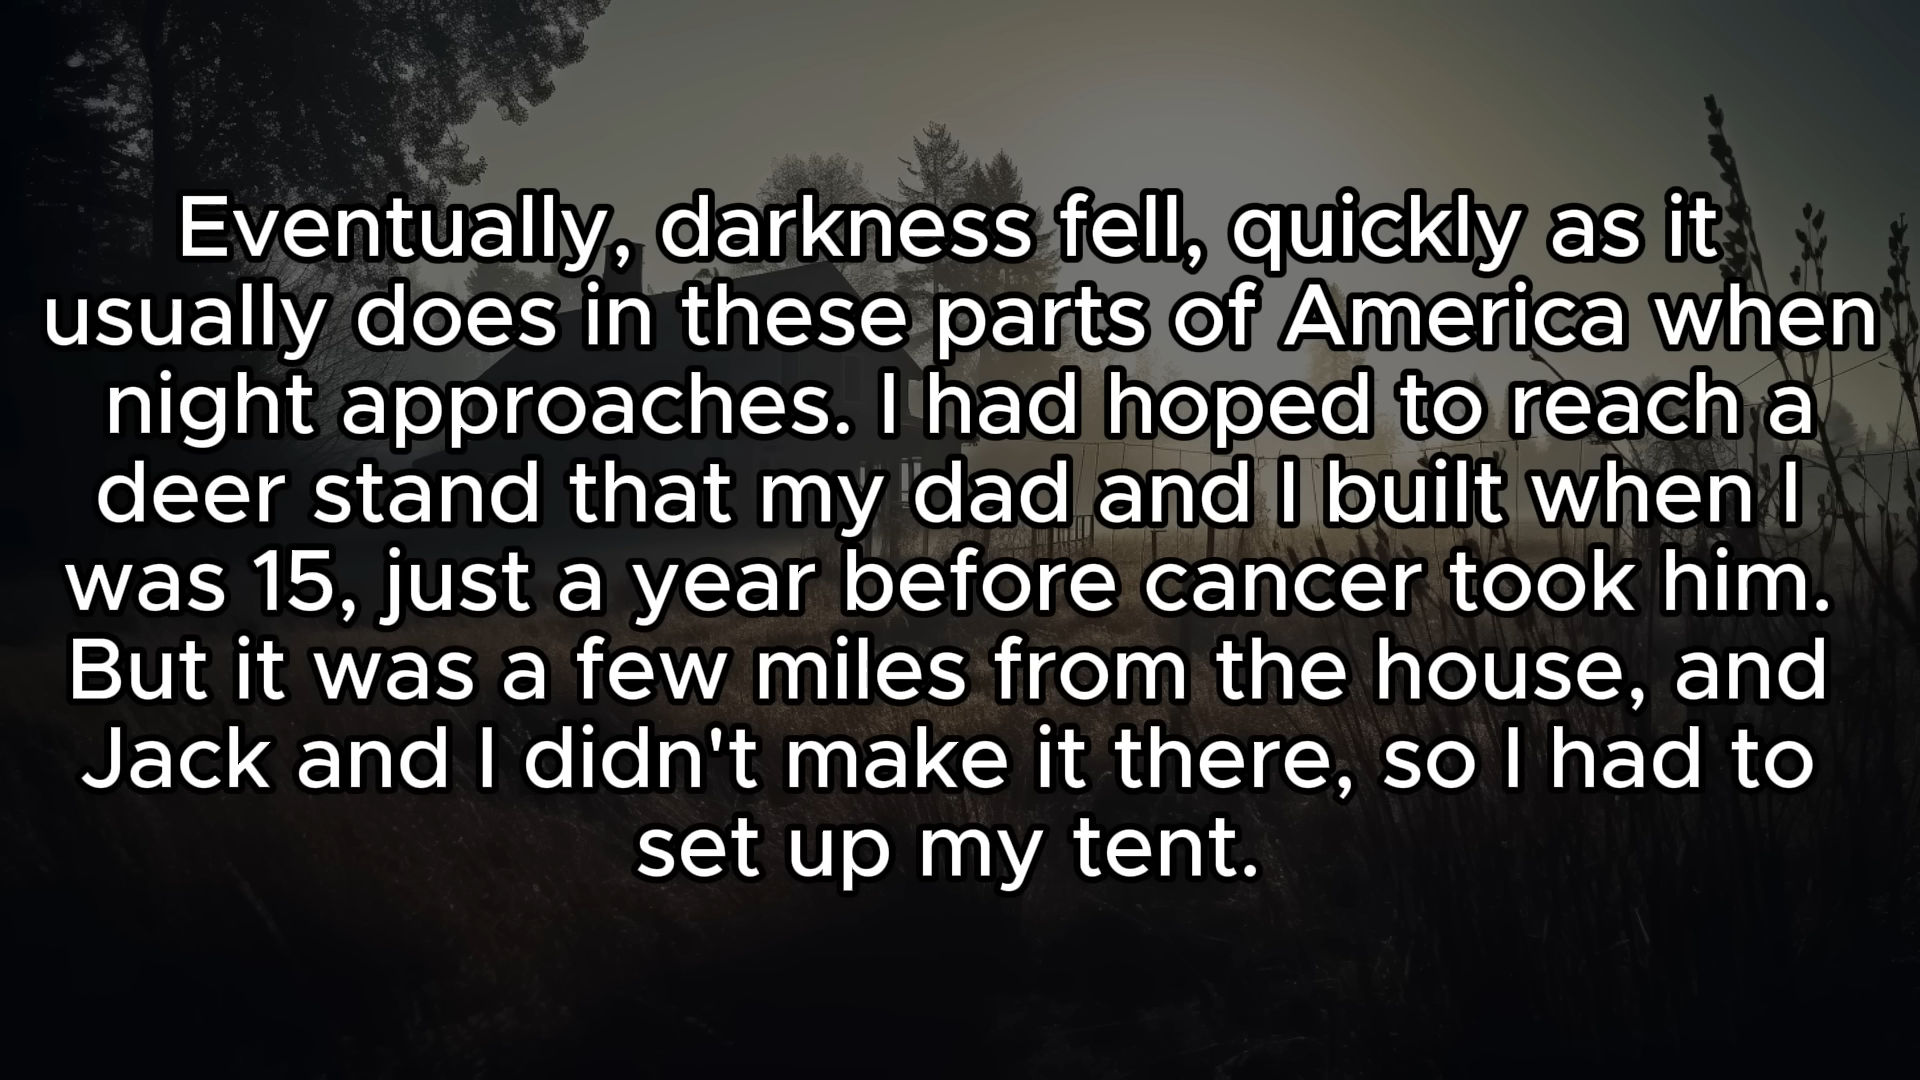 Eventually, darkness fell, quickly as it
usually does in these parts of America when
night approaches. I had hoped to reach a
deer stand that my dad and I built when I
was 15, just a year before cancer took him.
But it was a few miles from the house, and
Jack and I didn't make it there, so I had to
set up my tent.